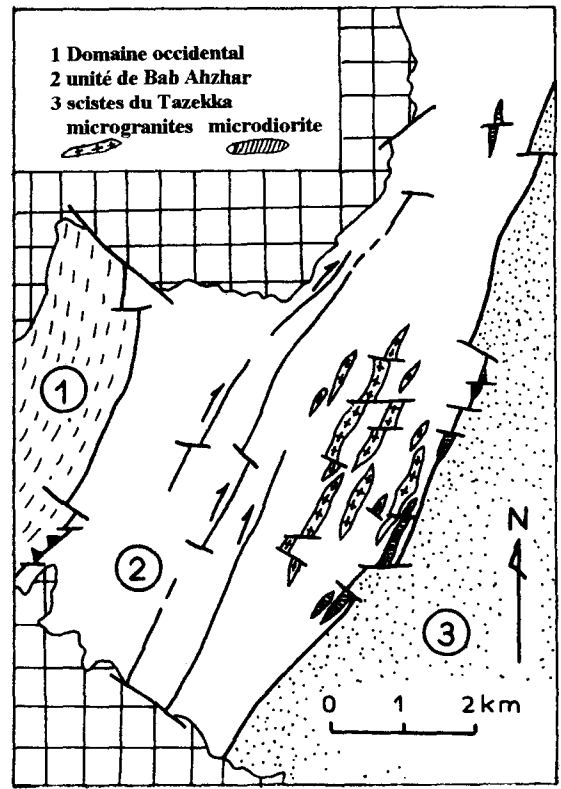 1 Domaine occidental
2 unité de Bab Ahzhar
3 scistes du Tazekka
microgranites microdiorite
1
2
3
N
0 1 2 km